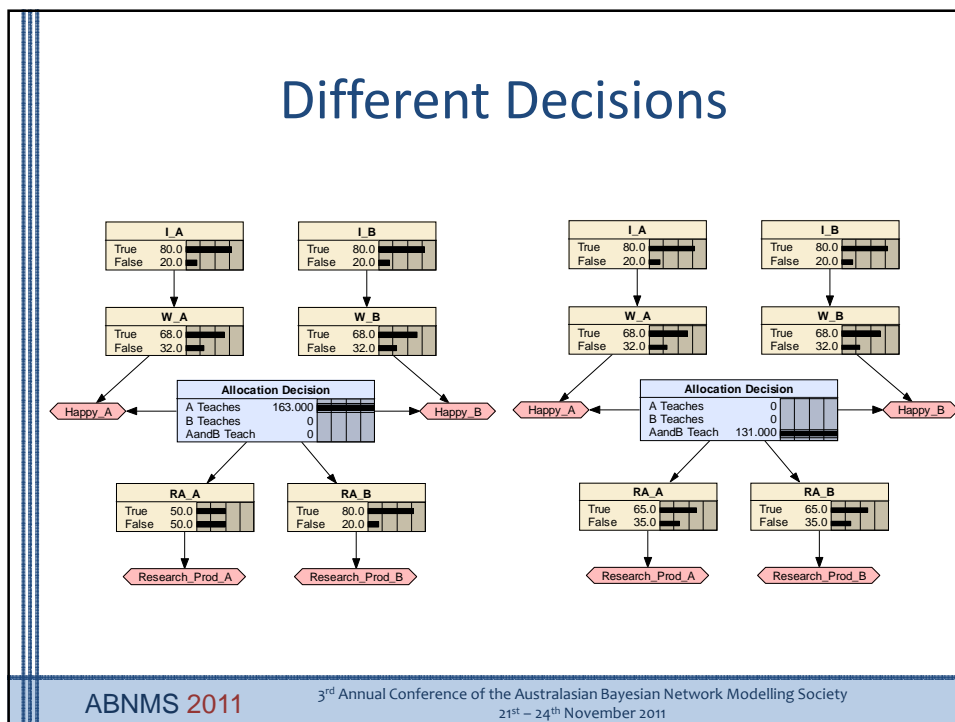 Different Decisions
I_A
True 80.0
False 20.0
I_B
True 80.0
False 20.0
W_A
True 68.0
False 32.0
W_B
True 68.0
False 32.0
Happy_A
Allocation Decision
A Teaches 163.000
B Teaches 0
AandB Teach 0
Happy_B
RA_A
True 50.0
False 50.0
RA_B
True 80.0
False 20.0
Research_Prod_A
Research_Prod_B
I_A
True 80.0
False 20.0
I_B
True 80.0
False 20.0
W_A
True 68.0
False 32.0
W_B
True 68.0
False 32.0
Happy_A
Allocation Decision
A Teaches 0
B Teaches 0
AandB Teach 131.000
Happy_B
RA_A
True 65.0
False 35.0
RA_B
True 65.0
False 35.0
Research_Prod_A
Research_Prod_B
ABNMS 2011
3rd Annual Conference of the Australasian Bayesian Network Modelling Society
21st – 24th November 2011